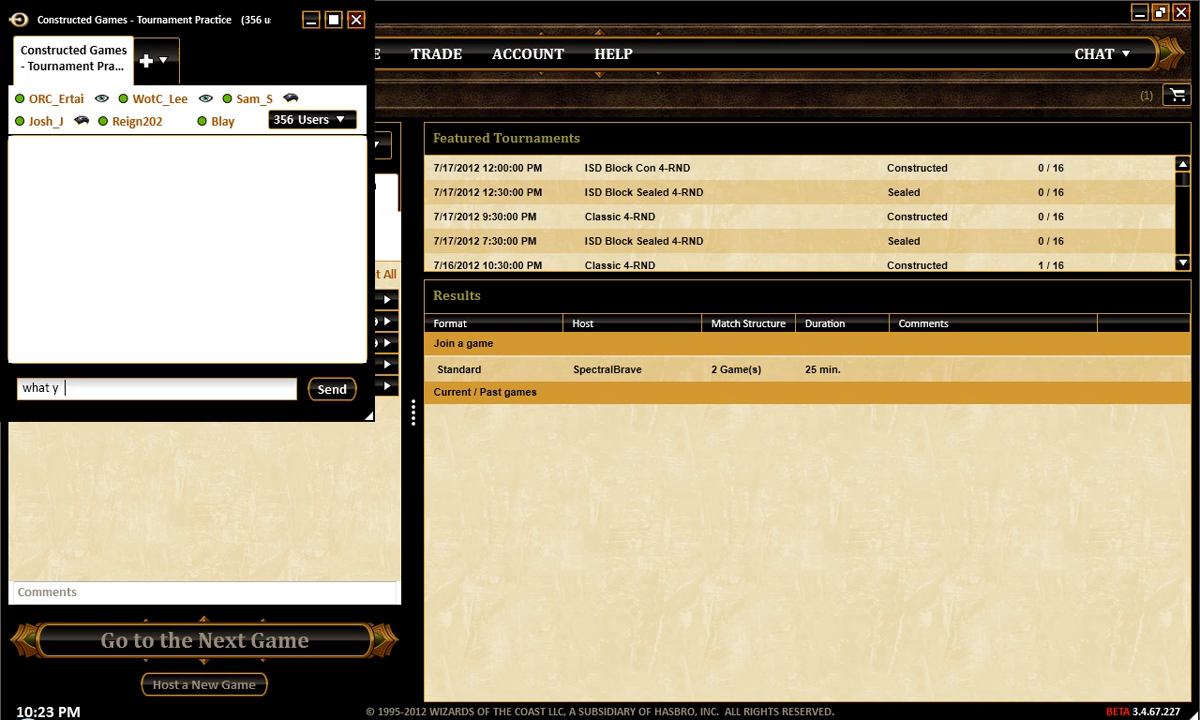 Constructed Games - Tournament Practice (356 u
Constructed Games
- Tournament Pra...
ORC_Ertai WotC_Lee Sam_S
Josh_J Reign202 Blay 356 Users
what y
Send
TRADE ACCOUNT HELP CHAT
(1)
Featured Tournaments
7/17/2012 12:00:00 PM ISD Block Con 4-RND Constructed 0 / 16
7/17/2012 12:30:00 PM ISD Block Sealed 4-RND Sealed 0 / 16
7/17/2012 9:30:00 PM Classic 4-RND Constructed 0 / 16
7/17/2012 7:30:00 PM ISD Block Sealed 4-RND Sealed 0 / 16
7/16/2012 10:30:00 PM Classic 4-RND Constructed 1 / 16
All
Results
Format Host Match Structure Duration Comments
Join a game
Standard SpectralBrave 2 Game(s) 25 min.
Current / Past games
Comments
Go to the Next Game
Host a New Game
10:23 PM
© 1995-2012 WIZARDS OF THE COAST LLC, A SUBSIDIARY OF HASBRO, INC. ALL RIGHTS RESERVED.
BETA 3.4.67.227